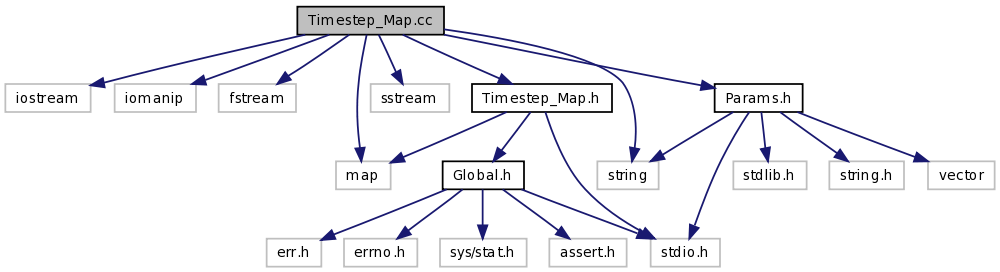 Timestep_Map.cc
iostream
iomanip
fstream
sstream
Timestep_Map.h
Params.h
map
Global.h
string
stdlib.h
string.h
vector
err.h
errno.h
sys/stat.h
assert.h
stdio.h